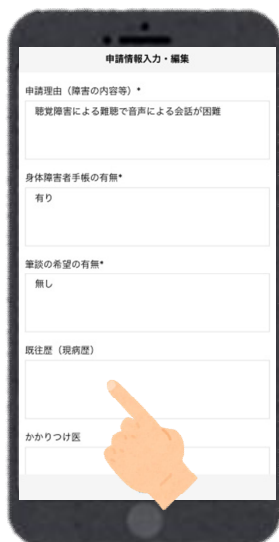 申請情報入力・編集
申請理由（障害の内容等）*
聴覚障害による難聴で音声による会話が困難
身体障害者手帳の有無*
有り
筆談の希望の有無*
無し
既往歴（現病歴）
かかりつけ医